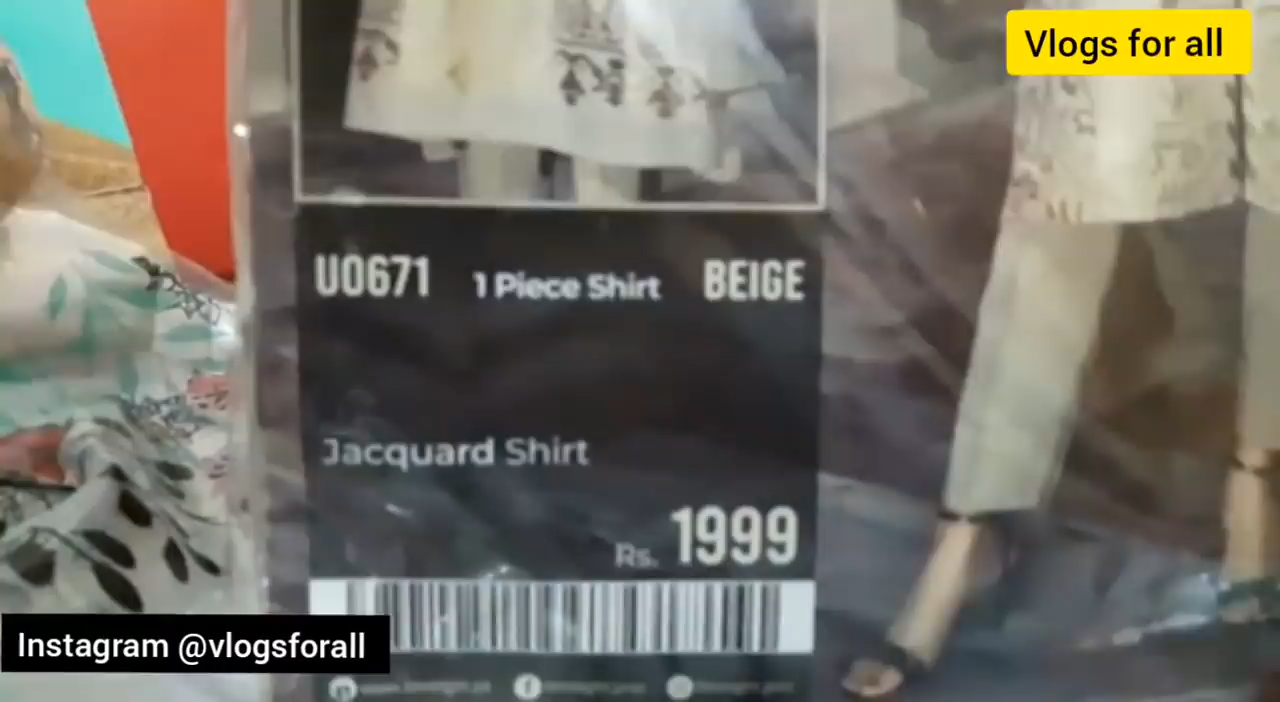 Vlogs for all
U0671 1 Piece Shirt BEIGE
Jacquard Shirt
Rs. 1999
Instagram @vlogsforall